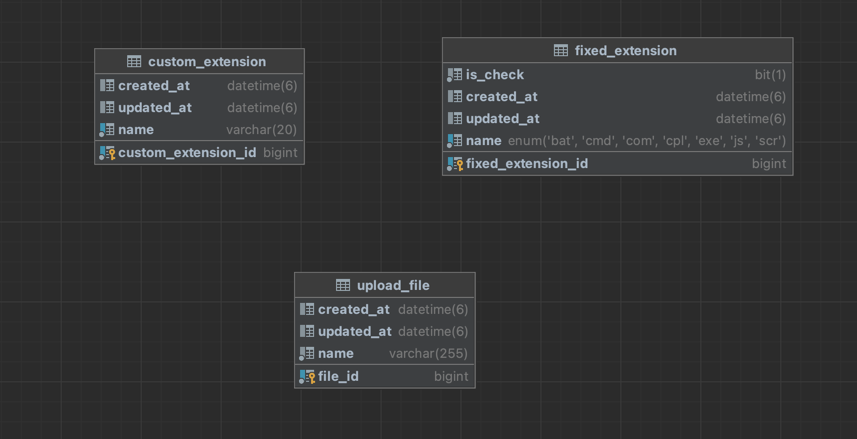 custom_extension
created_at datetime(6)
updated_at datetime(6)
name varchar(20)
custom_extension_id bigint
fixed_extension
is_check bit(1)
created_at datetime(6)
updated_at datetime(6)
name enum('bat', 'cmd', 'com', 'cpl', 'exe', 'js', 'scr')
fixed_extension_id bigint
upload_file
created_at datetime(6)
updated_at datetime(6)
name varchar(255)
file_id bigint